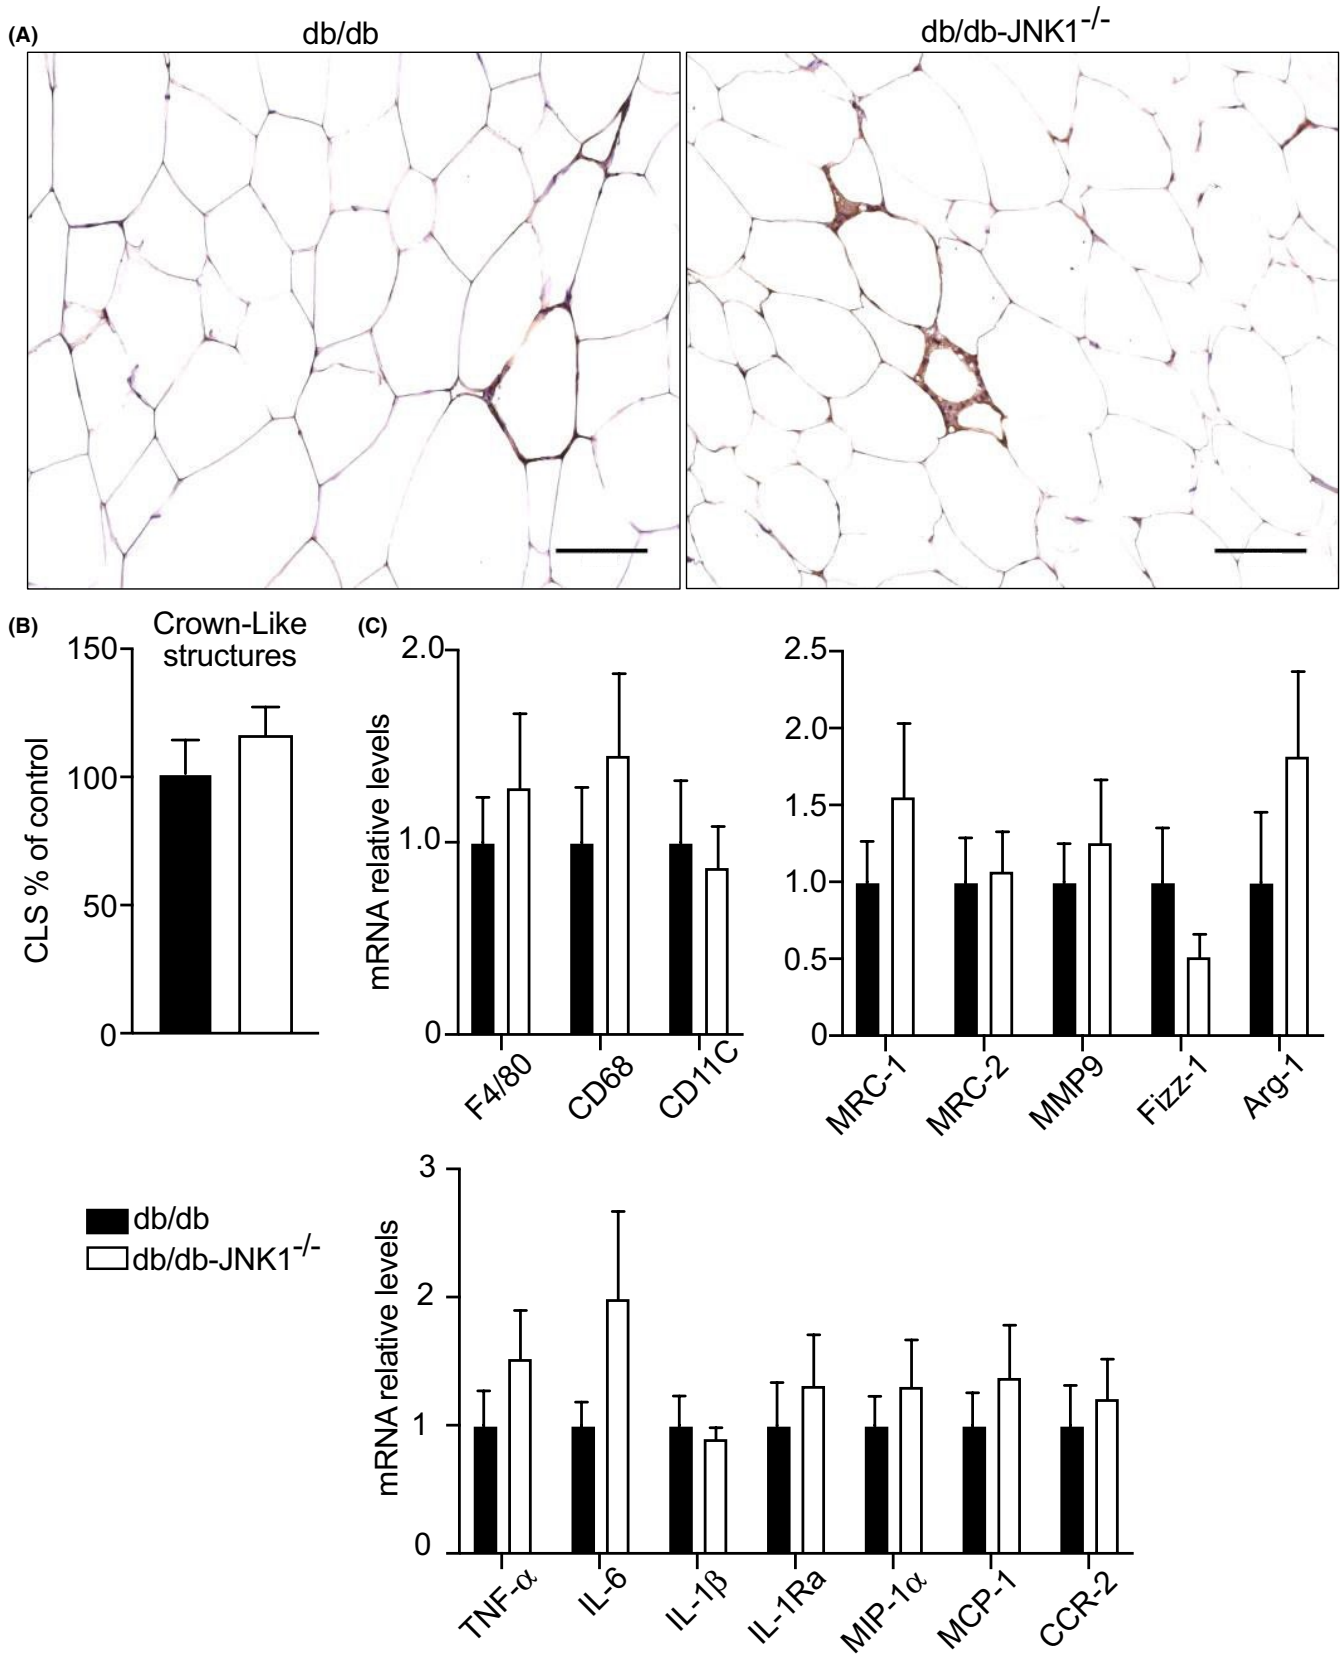 (A)
db/db
db/db-JNK1-/-
(B)
Crown-Like
structures
CLS % of control
150
100
50
0
(C)
mRNA relative levels
2.0
1.0
0
F4/80
CD68
CD11C
2.5
2.0
1.5
1.0
0.5
0
MRC-1
MRC-2
MMP9
Fizz-1
Arg-1
db/db
db/db-JNK1-/-
mRNA relative levels
3
2
1
0
TNF-α
IL-6
IL-1β
IL-1Ra
MIP-1α
MCP-1
CCR-2